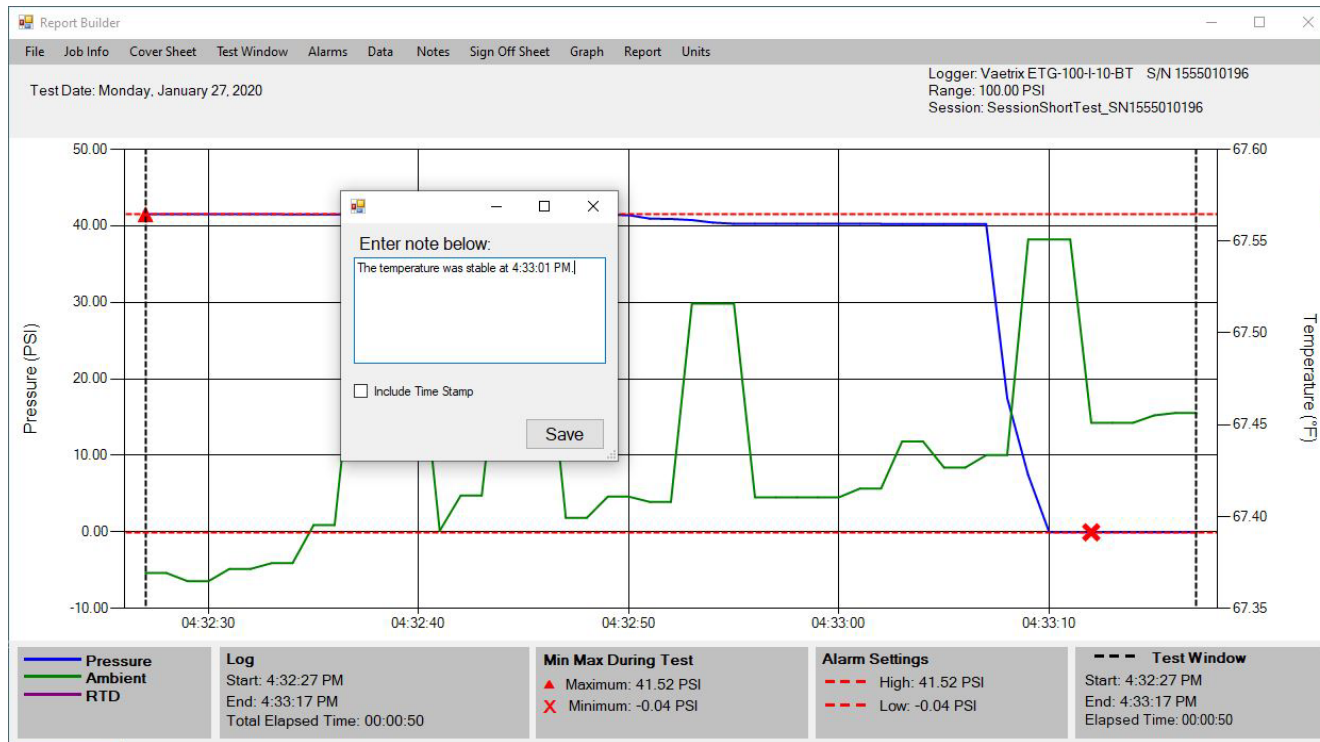 Report Builder
File Job Info Cover Sheet Test Window Alarms Data Notes Sign Off Sheet Graph Report Units
Test Date: Monday, January 27, 2020
Logger: Vaetrix ETG-100-I-10-BT S/N 1555010196
Range: 100.00 PSI
Session: SessionShortTest_SN1555010196
50.00
40.00
30.00
20.00
10.00
0.00
-10.00
Pressure (PSI)
Enter note below:
The temperature was stable at 4:33:01 PM.
Include Time Stamp
Save
67.60
67.55
67.50
67.45
67.40
67.35
Temperature (°F)
04:32:30 04:32:40 04:32:50 04:33:00 04:33:10
Pressure
Ambient
RTD
Log
Start: 4:32:27 PM
End: 4:33:17 PM
Total Elapsed Time: 00:00:50
Min Max During Test
Maximum: 41.52 PSI
Minimum: -0.04 PSI
Alarm Settings
High: 41.52 PSI
Low: -0.04 PSI
Test Window
Start: 4:32:27 PM
End: 4:33:17 PM
Elapsed Time: 00:00:50